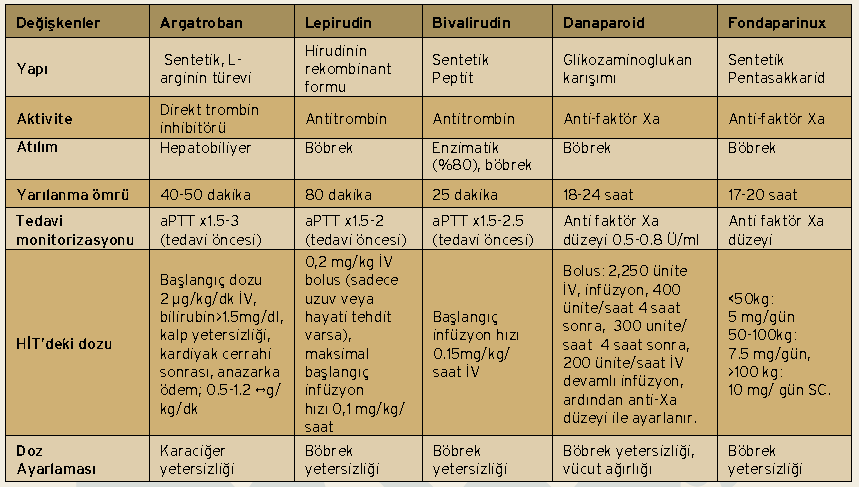 Değişkenler Argatroban Lepirudin Bivalirudin Danaparoid Fondaparinux
Yapı
Sentetik, L-
arginin türevi
Hirudinin
rekombinant
formu
Sentetik
Peptit
Glikozaminoglukan
karışımı
Sentetik
Pentasakkarid
Aktivite
Direkt trombin
inhibitörü
Antitrombin
Antitrombin
Anti-faktör Xa
Anti-faktör Xa
Atılım
Hepatobiliyer
Böbrek
Enzimatik
(%80), böbrek
Böbrek
Böbrek
Yarılanma ömrü
40-50 dakika
80 dakika
25 dakika
18-24 saat
17-20 saat
Tedavi
monitorizasyonu
aPTT x1.5-3
(tedavi öncesi)
aPTT x1.5-2
(tedavi öncesi)
aPTT x1.5-2.5
(tedavi öncesi)
Anti faktör Xa
düzeyi 0.5-0.8 Ü/ml
Anti faktör Xa
düzeyi
HİT'deki dozu
Başlangıç dozu
2 µg/kg/dk İV,
bilirubin>1.5mg/dl,
kalp yetersizliği,
kardiyak cerrahi
sonrası, anazarka
ödem; 0.5-1.2 ↔g/
kg/dk
0,2 mg/kg İV
bolus (sadece
uzuv veya
hayati tehdit
varsa),
maksimal
başlangıç
infüzyon
hızı 0,1 mg/kg/
saat
Başlangıç
infüzyon hızı
0.15mg/kg/
saat İV
Bolus: 2,250 ünite
İV, infüzyon, 400
ünite/saat 4 saat
sonra, 300 unite/
saat 4 saat sonra,
200 ünite/saat İV
devamlı infüzyon,
ardından anti-Xa
düzeyi ile ayarlanır.
<50kg:
5 mg/gün
50-100kg:
7.5 mg/gün,
>100 kg:
10 mg/ gün SC.
Doz
Ayarlaması
Karaciğer
yetersizliği
Böbrek
yetersizliği
Böbrek
yetersizliği
Böbrek yetersizliği,
vücut ağırlığı
Böbrek
yetersizliği